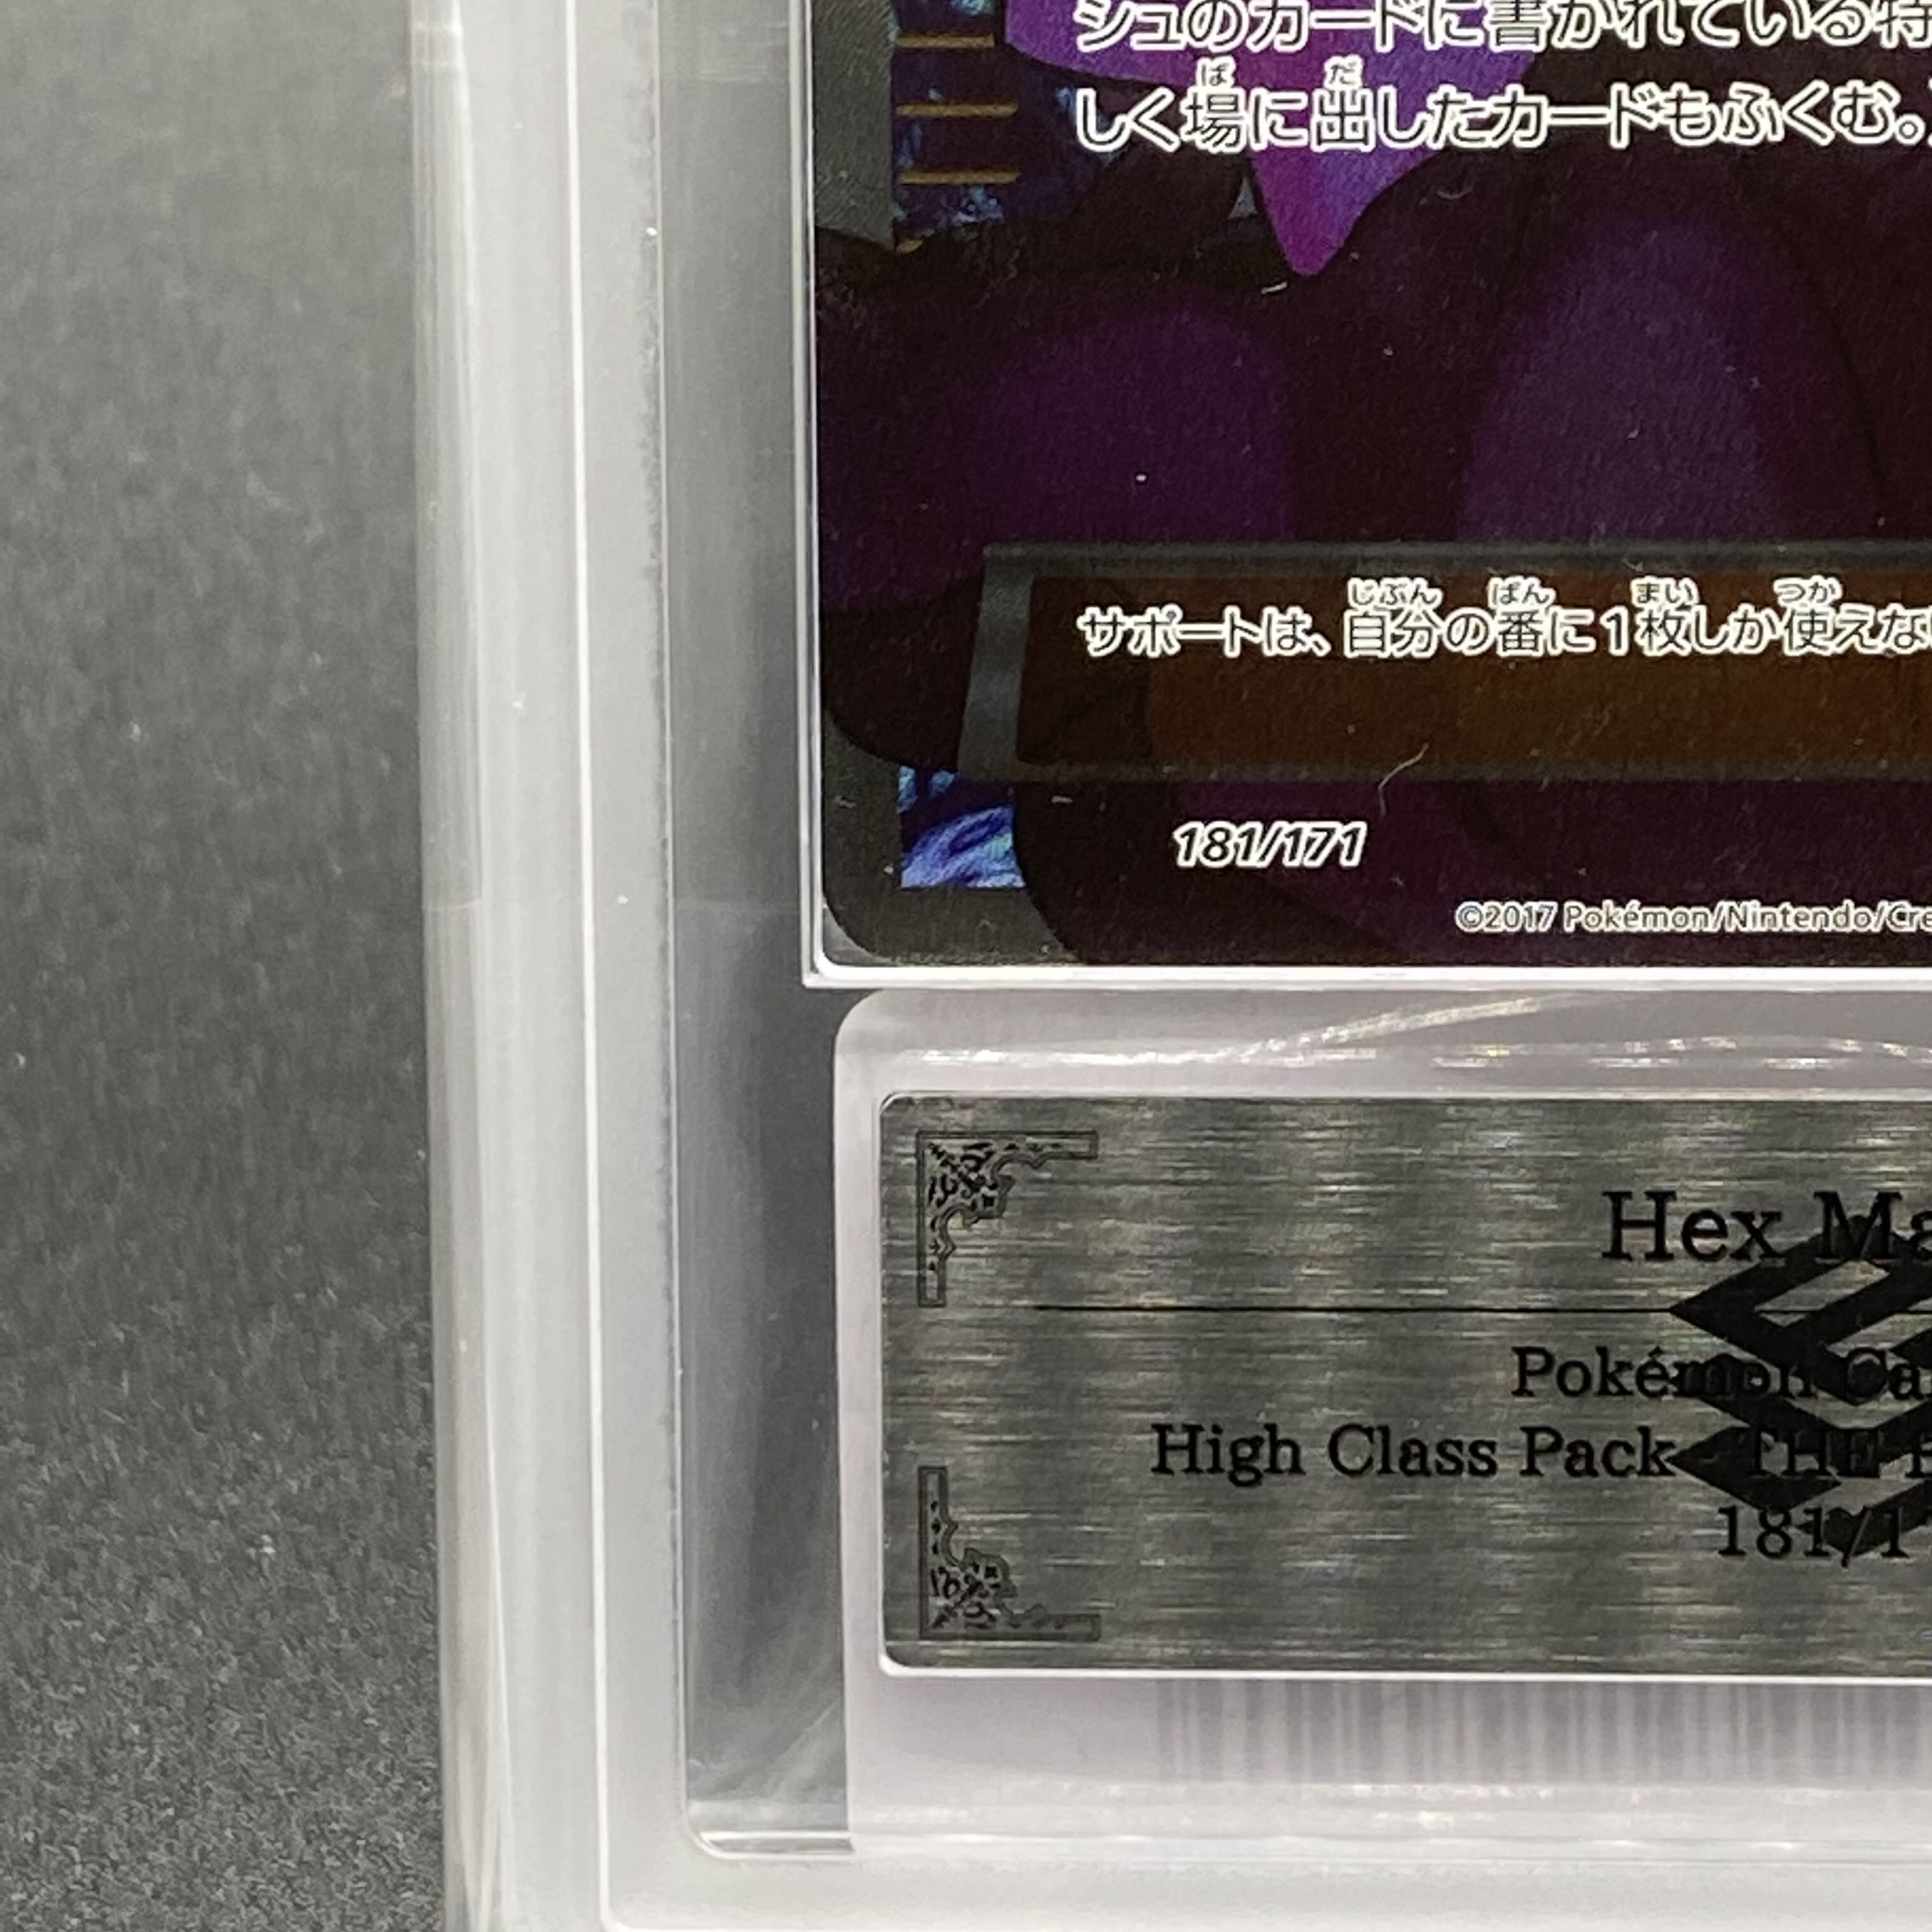 シュのカードに書かれている特
しく場に出したカードもふくむ。
サポートは、自分の番に1枚しか使えな
181/171
©2017 Pokémon/Nintendo/Cre
Hex Ma
Pokémon Ca
High Class Pack - THE B
181/1